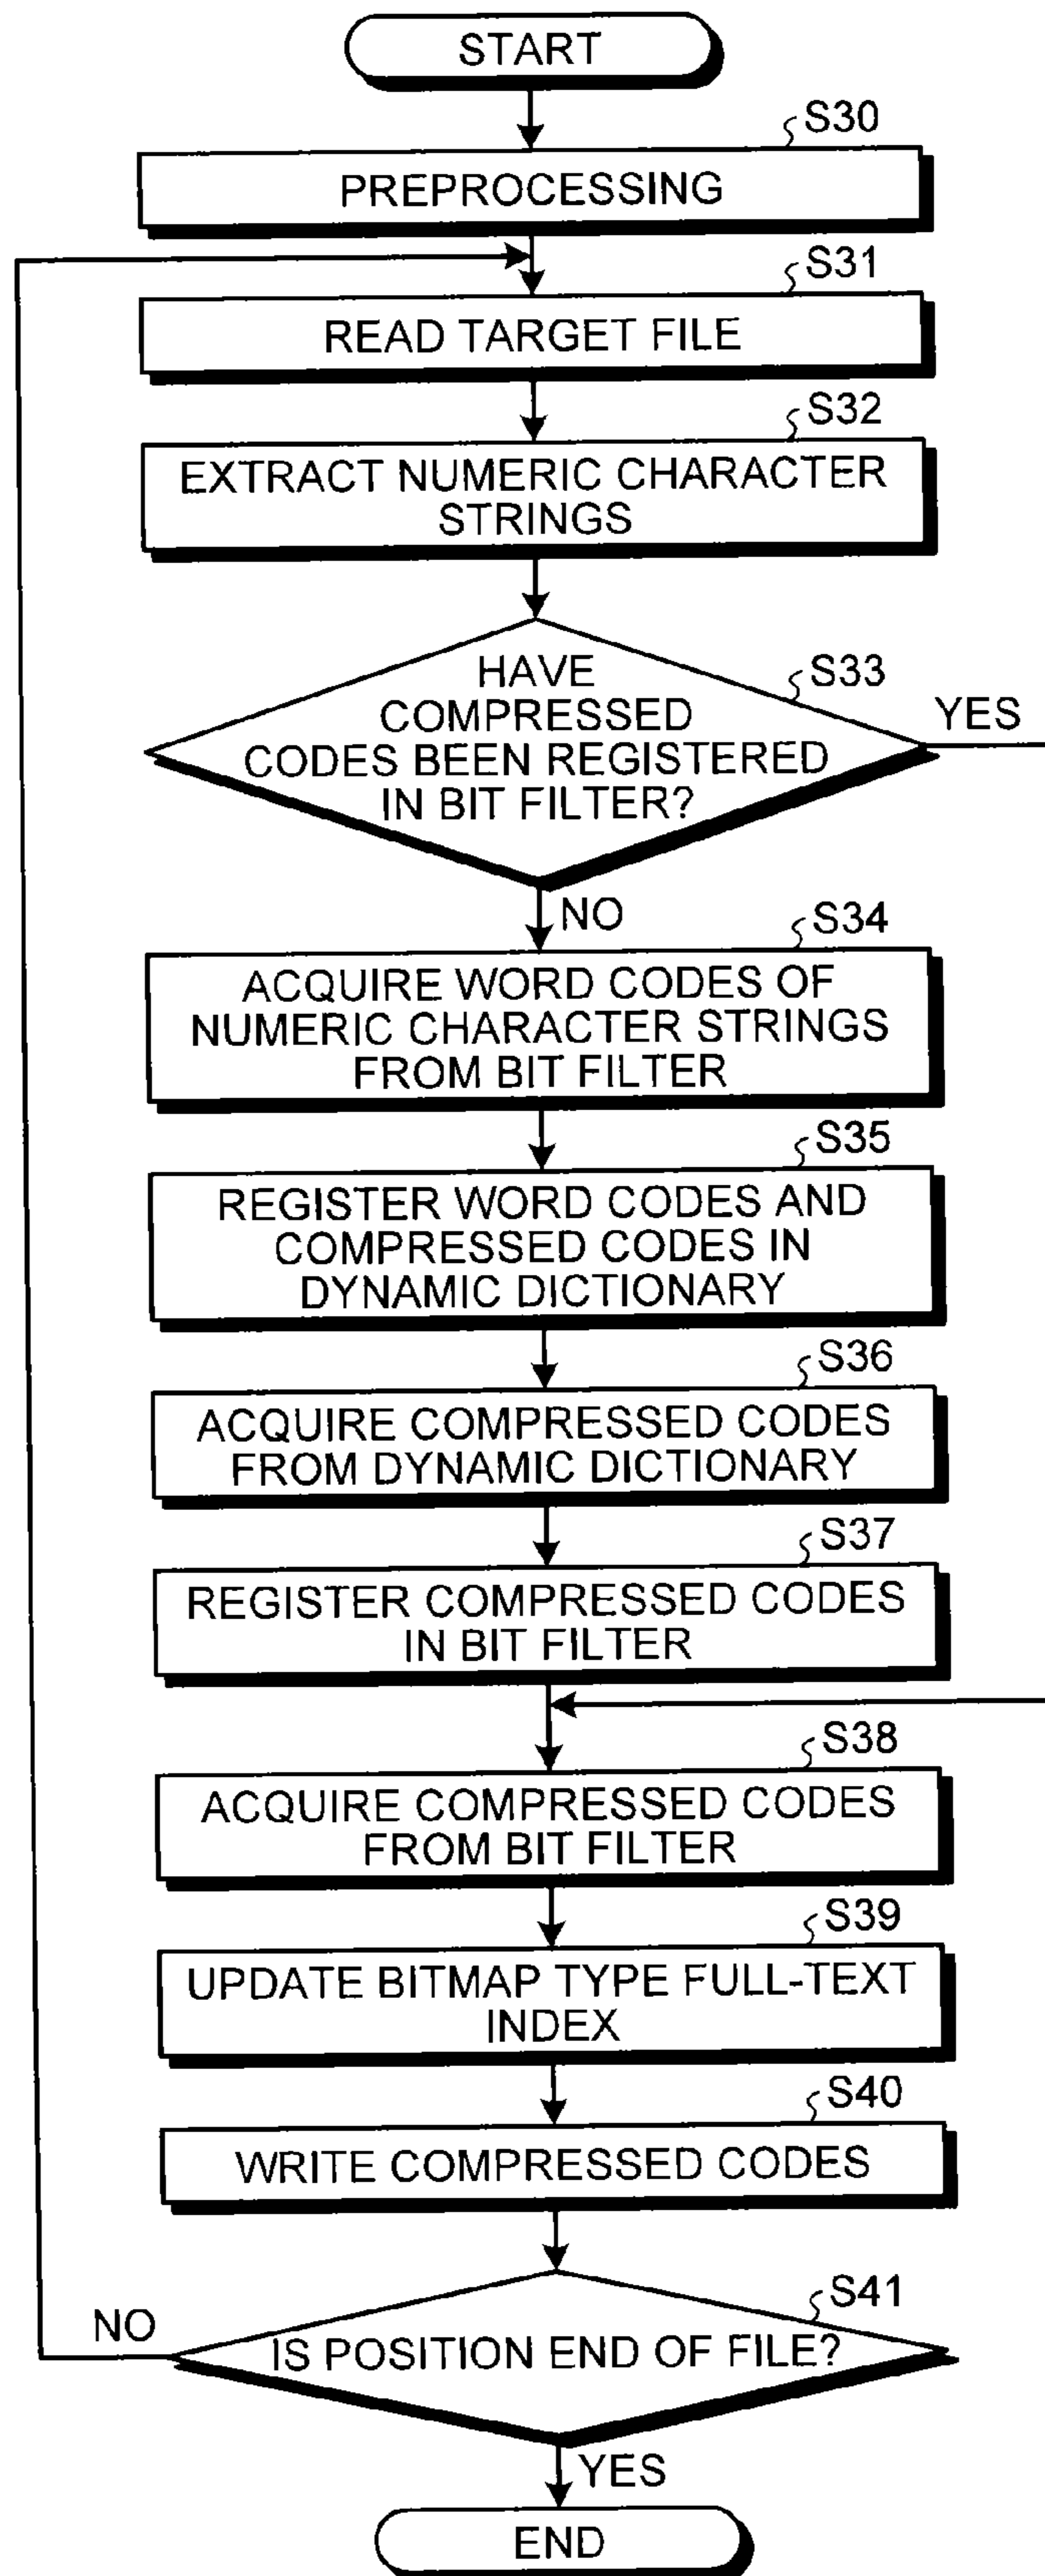 START
S30
PREPROCESSING
S31
READ TARGET FILE
S32
EXTRACT NUMERIC CHARACTER
STRINGS
S33
HAVE
COMPRESSED
CODES BEEN REGISTERED
IN BIT FILTER?
YES
NO
S34
ACQUIRE WORD CODES OF
NUMERIC CHARACTER STRINGS
FROM BIT FILTER
S35
REGISTER WORD CODES AND
COMPRESSED CODES IN
DYNAMIC DICTIONARY
S36
ACQUIRE COMPRESSED CODES
FROM DYNAMIC DICTIONARY
S37
REGISTER COMPRESSED CODES
IN BIT FILTER
S38
ACQUIRE COMPRESSED CODES
FROM BIT FILTER
S39
UPDATE BITMAP TYPE FULL-TEXT
INDEX
S40
WRITE COMPRESSED CODES
S41
NO
IS POSITION END OF FILE?
YES
END